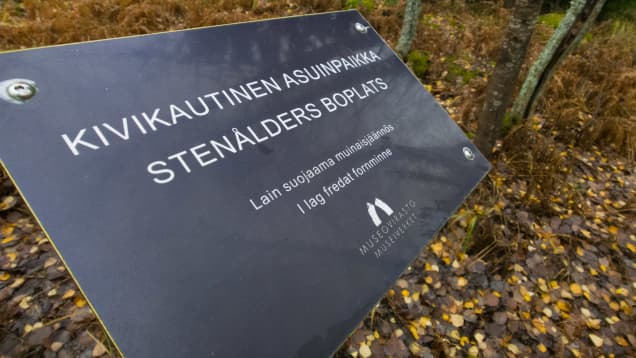 KIVIKAUTINEN ASUINPAIKKA
STENÅLDERS BOPLATS
Lain suojaama muinaisjäännös
I lag fredat fornminne
MUSEOVIRASTO
MUSEIVERKET